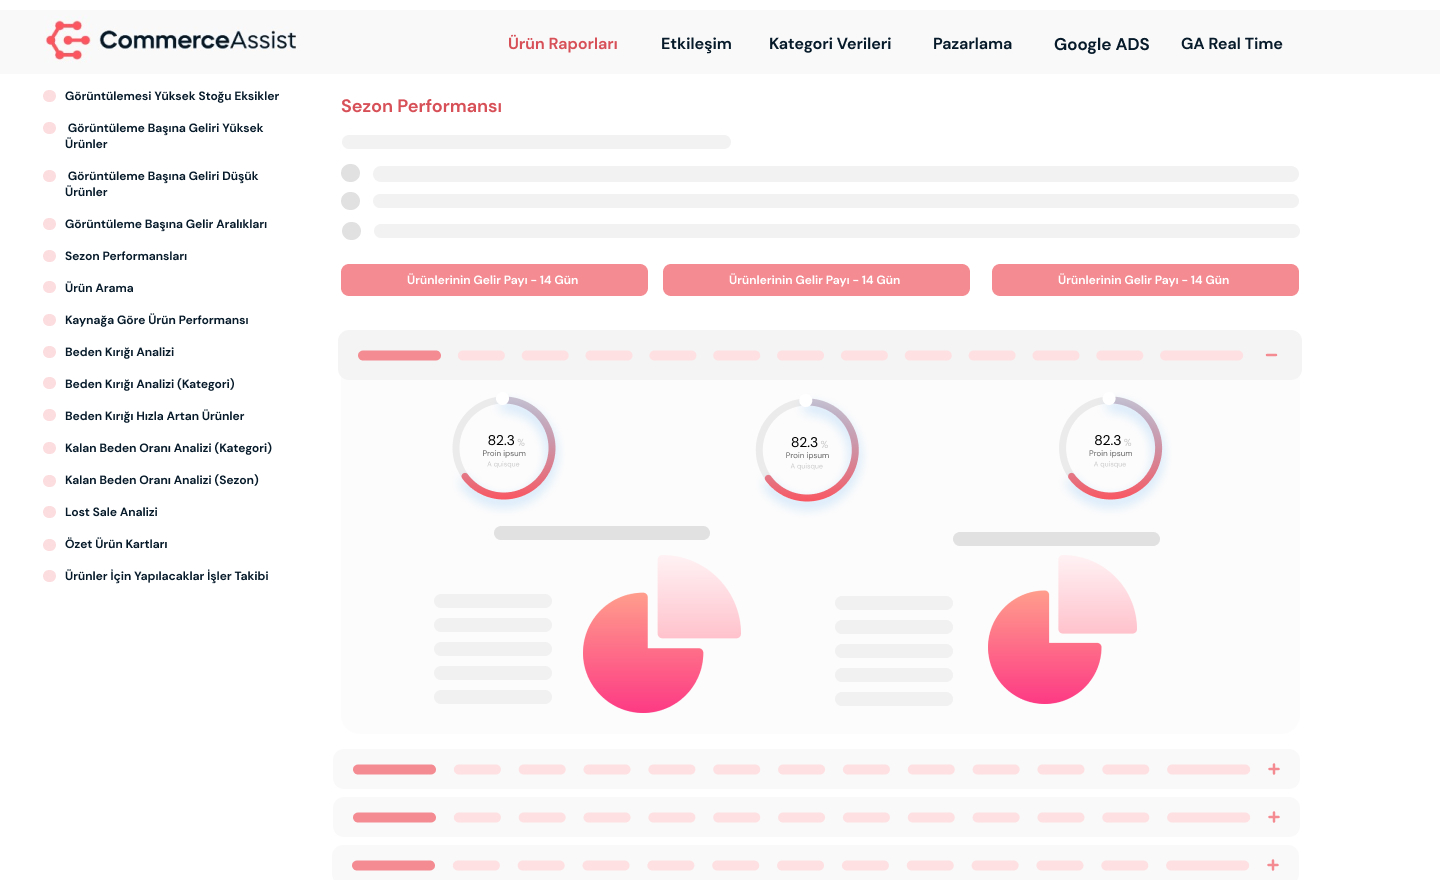 CommerceAssist
Ürün Raporları
Etkileşim
Kategori Verileri
Pazarlama
Google ADS
GA Real Time
Görüntülemesi Yüksek Stoğu Eksikler
Görüntüleme Başına Geliri Yüksek
Ürünler
Görüntüleme Başına Geliri Düşük
Ürünler
Görüntüleme Başına Gelir Aralıkları
Sezon Performansları
Ürün Arama
Kaynağa Göre Ürün Performansı
Beden Kırığı Analizi
Beden Kırığı Analizi (Kategori)
Beden Kırığı Hızla Artan Ürünler
Kalan Beden Oranı Analizi (Kategori)
Kalan Beden Oranı Analizi (Sezon)
Lost Sale Analizi
Özet Ürün Kartları
Ürünler İçin Yapılacaklar İşler Takibi
Sezon Performansı
Ürünlerinin Gelir Payı - 14 Gün
Ürünlerinin Gelir Payı - 14 Gün
Ürünlerinin Gelir Payı - 14 Gün
82.3 %
Proin ipsum
A quisque
82.3 %
Proin ipsum
A quisque
82.3 %
Proin ipsum
A quisque